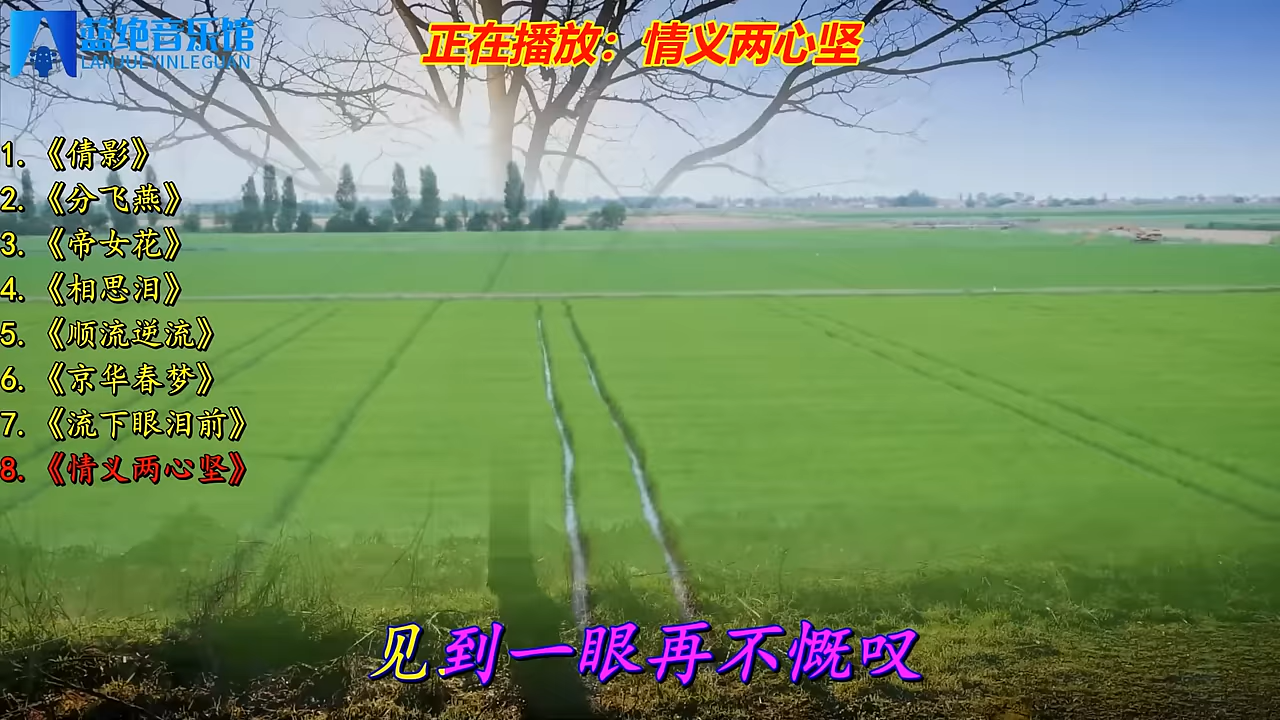 蓝绝音乐馆
LANJUEYINLEGUAN
正在播放：情义两心坚
1.《倩影》
2.《分飞燕》
3.《帝女花》
4.《相思泪》
5.《顺流逆流》
6.《京华春梦》
7.《流下眼泪前》
8.《情义两心坚》
见到一眼再不慨叹